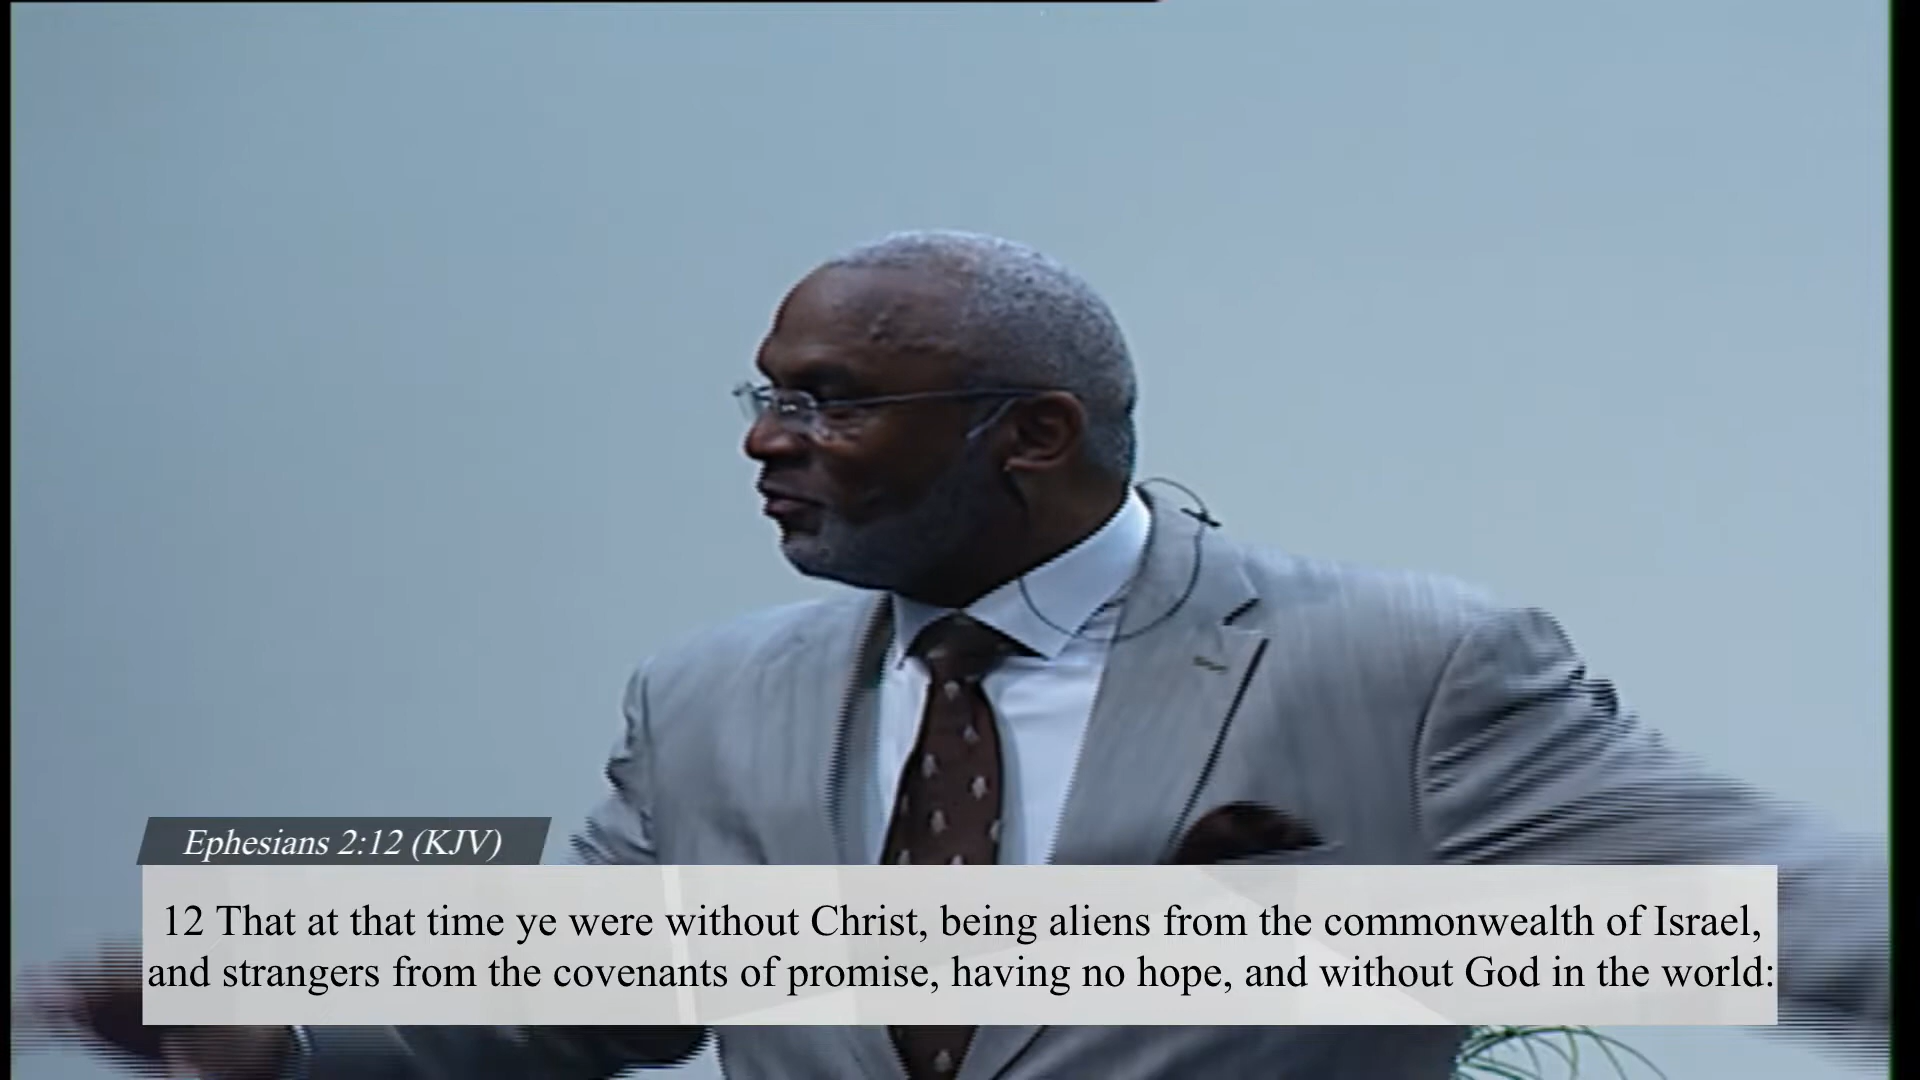 Ephesians 2:12 (KJV)
12 That at that time ye were without Christ, being aliens from the commonwealth of Israel,
and strangers from the covenants of promise, having no hope, and without God in the world: